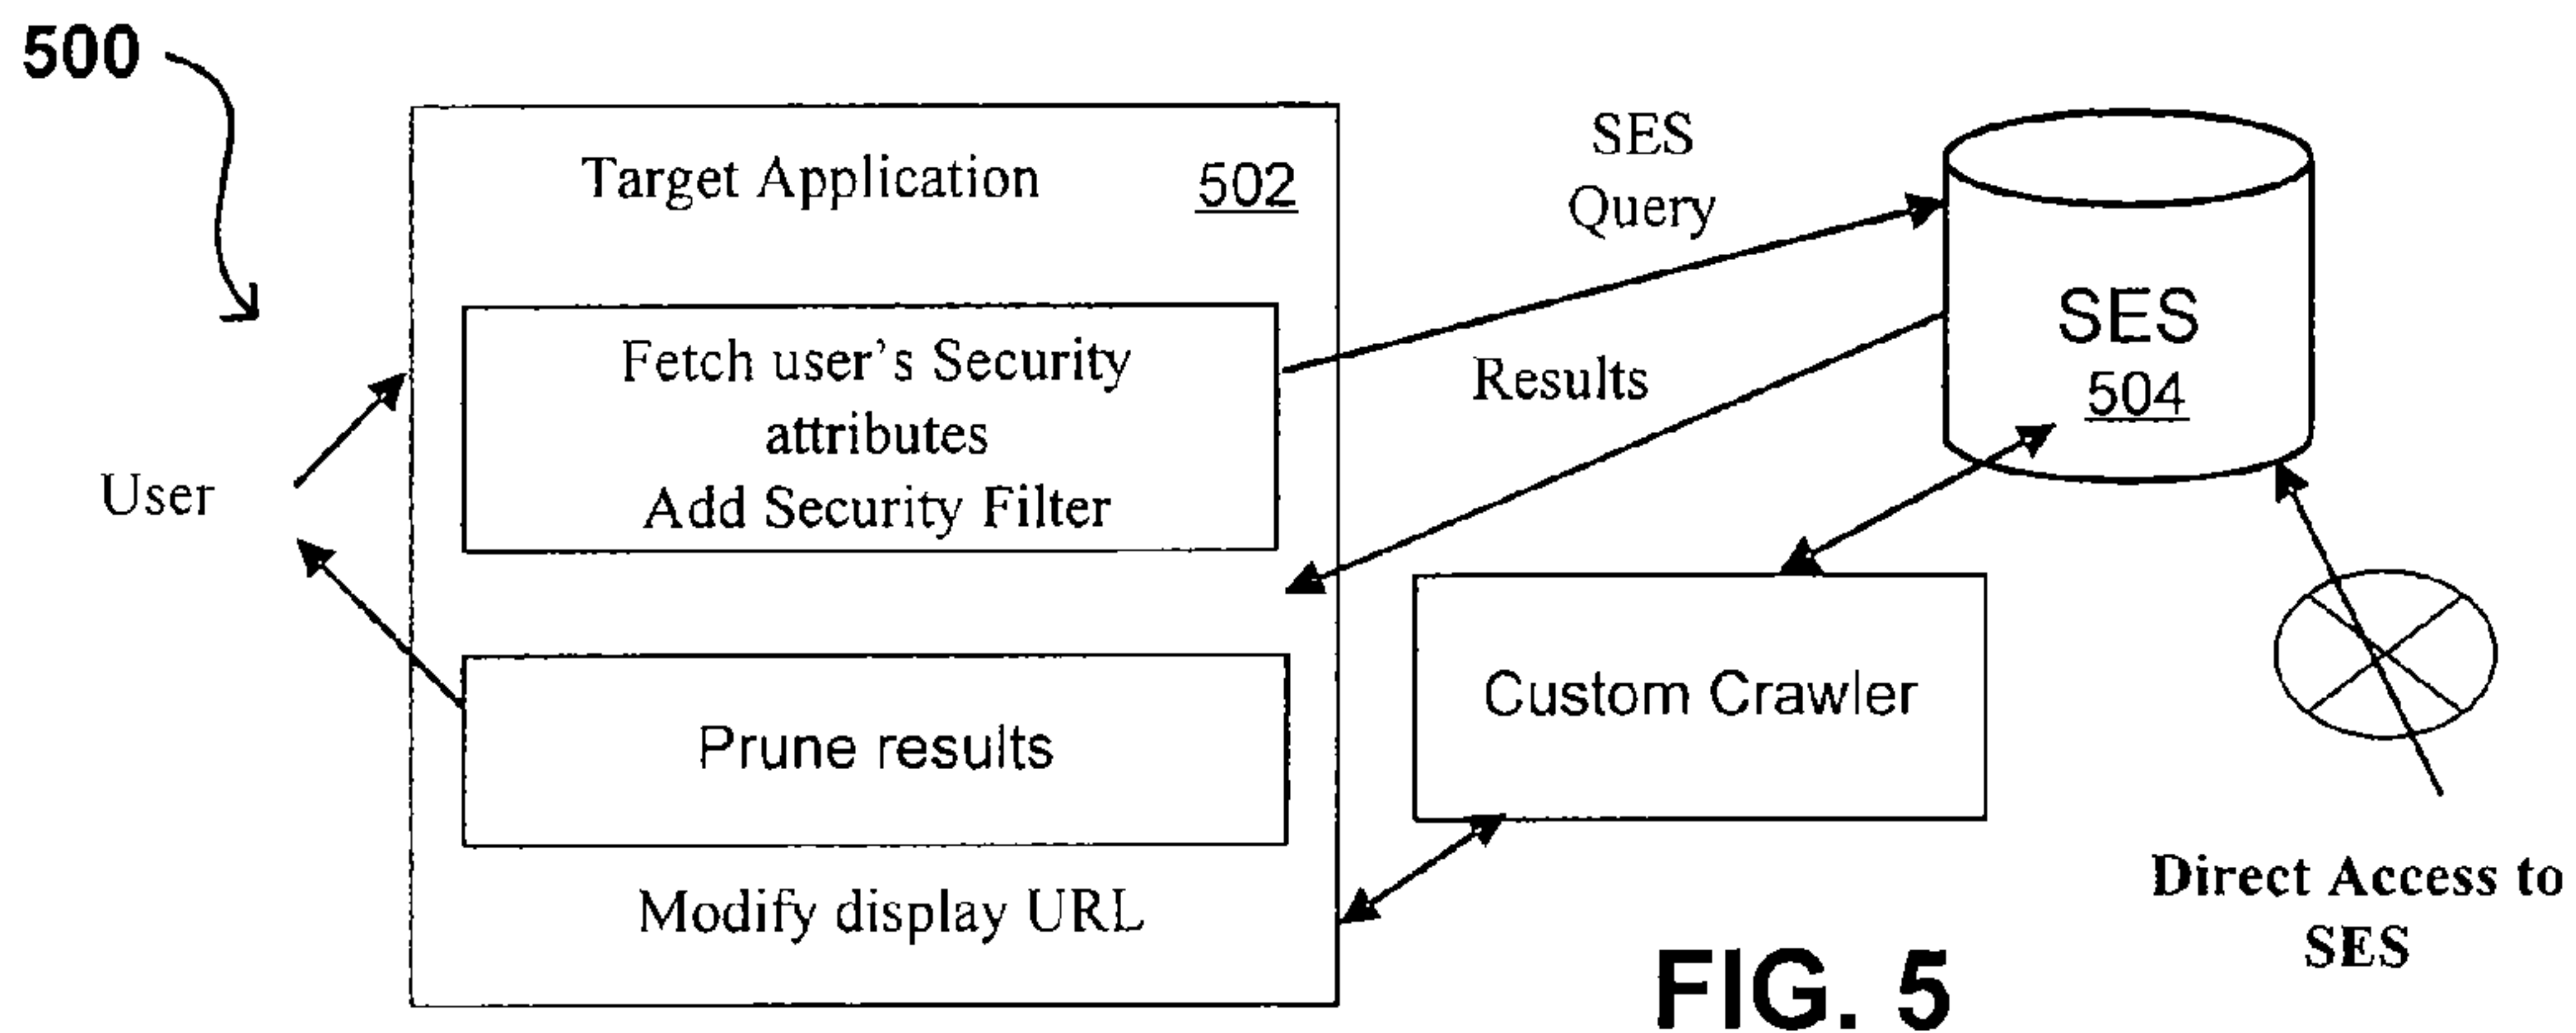 500
Target Application 502
Fetch user's Security
attributes
Add Security Filter
Prune results
Modify display URL
User
SES
Query
Results
SES
504
Custom Crawler
Direct Access to
SES
FIG. 5